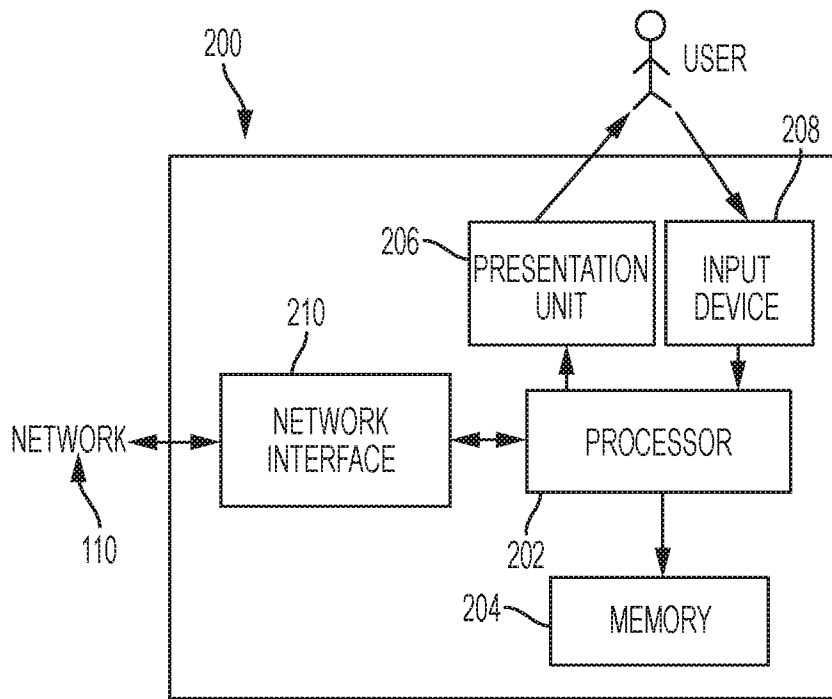 200
USER
208
206
PRESENTATION
UNIT
INPUT
DEVICE
210
NETWORK
NETWORK
INTERFACE
PROCESSOR
110
202
204
MEMORY